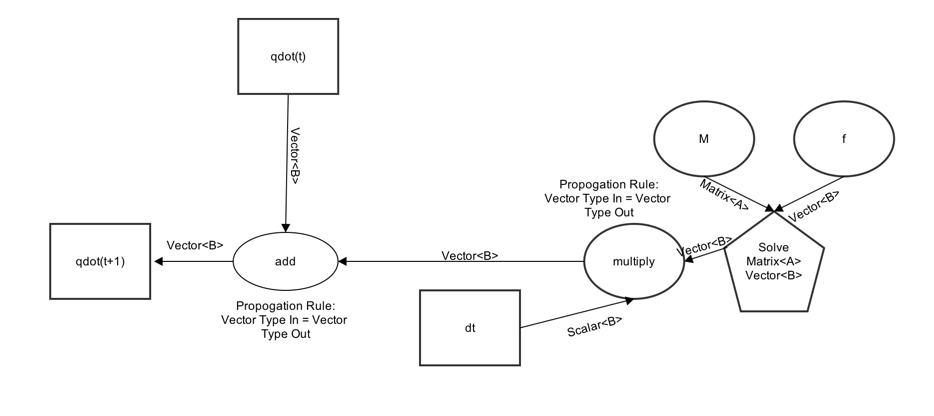 qdot(t)
Vector<B>
M
f
Matrix<A>
Vector<B>
Propogation Rule:
Vector Type In = Vector
Type Out
qdot(t+1)
Vector<B>
add
Vector<B>
multiply
Vector<B>
Solve
Matrix<A>
Vector<B>
Propogation Rule:
Vector Type In = Vector
Type Out
dt
Scalar<B>